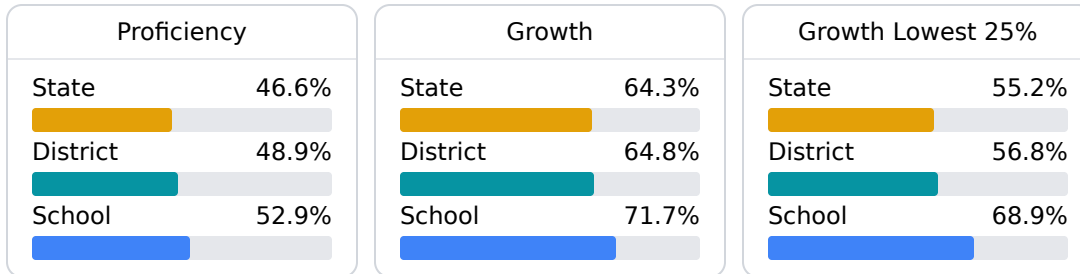 Proficiency
State 46.6%
District 48.9%
School 52.9%
Growth
State 64.3%
District 64.8%
School 71.7%
Growth Lowest 25%
State 55.2%
District 56.8%
School 68.9%